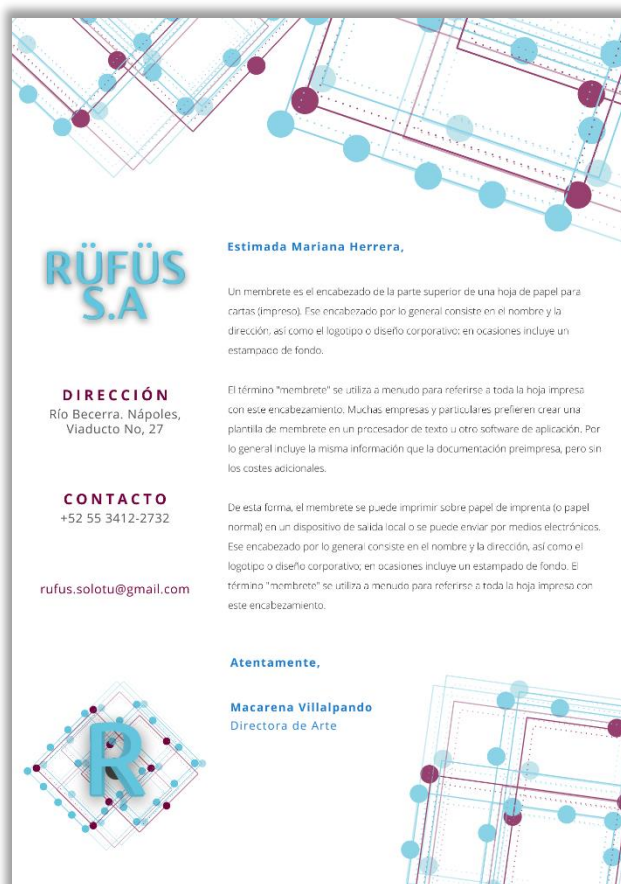 RÜFÜS
S.A
DIRECCIÓN
Río Becerra. Nápoles,
Viaducto No, 27
CONTACTO
+52 55 3412-2732
rufus.solotu@gmail.com
R
Estimada Mariana Herrera,
Un membrete es el encabezado de la parte superior de una hoja de papel para
cartas (impreso). Ese encabezado por lo general consiste en el nombre y la
dirección, así como el logotipo o diseño corporativo; en ocasiones incluye un
estampado de fondo.
El término "membrete" se utiliza a menudo para referirse a toda la hoja impresa
con este encabezamiento. Muchas empresas y particulares prefieren crear una
plantilla de membrete en un procesador de texto u otro software de aplicación. Por
lo general incluye la misma información que la documentación preimpresa, pero sin
los costes adicionales.
De esta forma, el membrete se puede imprimir sobre papel de imprenta (o papel
normal) en un dispositivo de salida local o se puede enviar por medios electrónicos.
Ese encabezado por lo general consiste en el nombre y la dirección, así como el
logotipo o diseño corporativo; en ocasiones incluye un estampado de fondo. El
término "membrete" se utiliza a menudo para referirse a toda la hoja impresa con
este encabezamiento.
Atentamente,
Macarena Villalpando
Directora de Arte